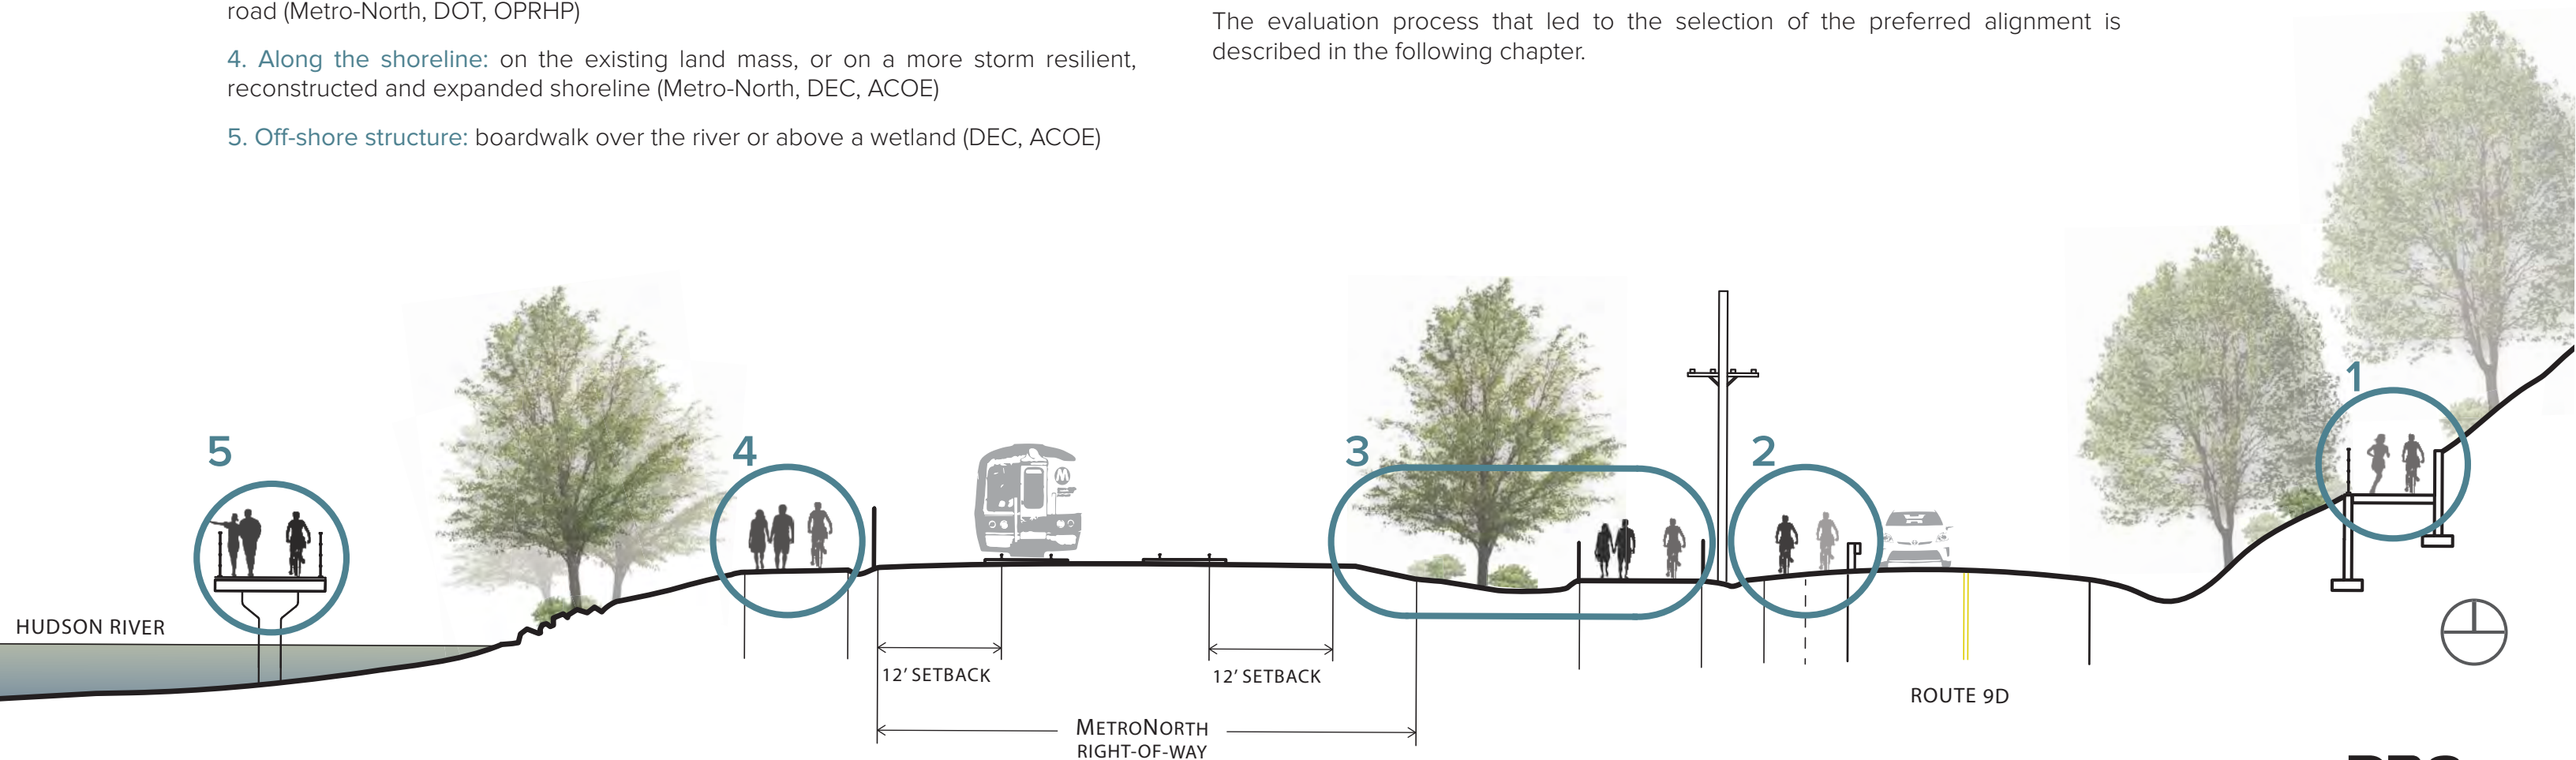 road (Metro-North, DOT, OPRHP)
4. Along the shoreline: on the existing land mass, or on a more storm resilient,
reconstructed and expanded shoreline (Metro-North, DEC, ACOE)
5. Off-shore structure: boardwalk over the river or above a wetland (DEC, ACOE)
The evaluation process that led to the selection of the preferred alignment is
described in the following chapter.
5
4
3
2
1
M
HUDSON RIVER
12' SETBACK
12' SETBACK
METRONORTH
RIGHT-OF-WAY
ROUTE 9D